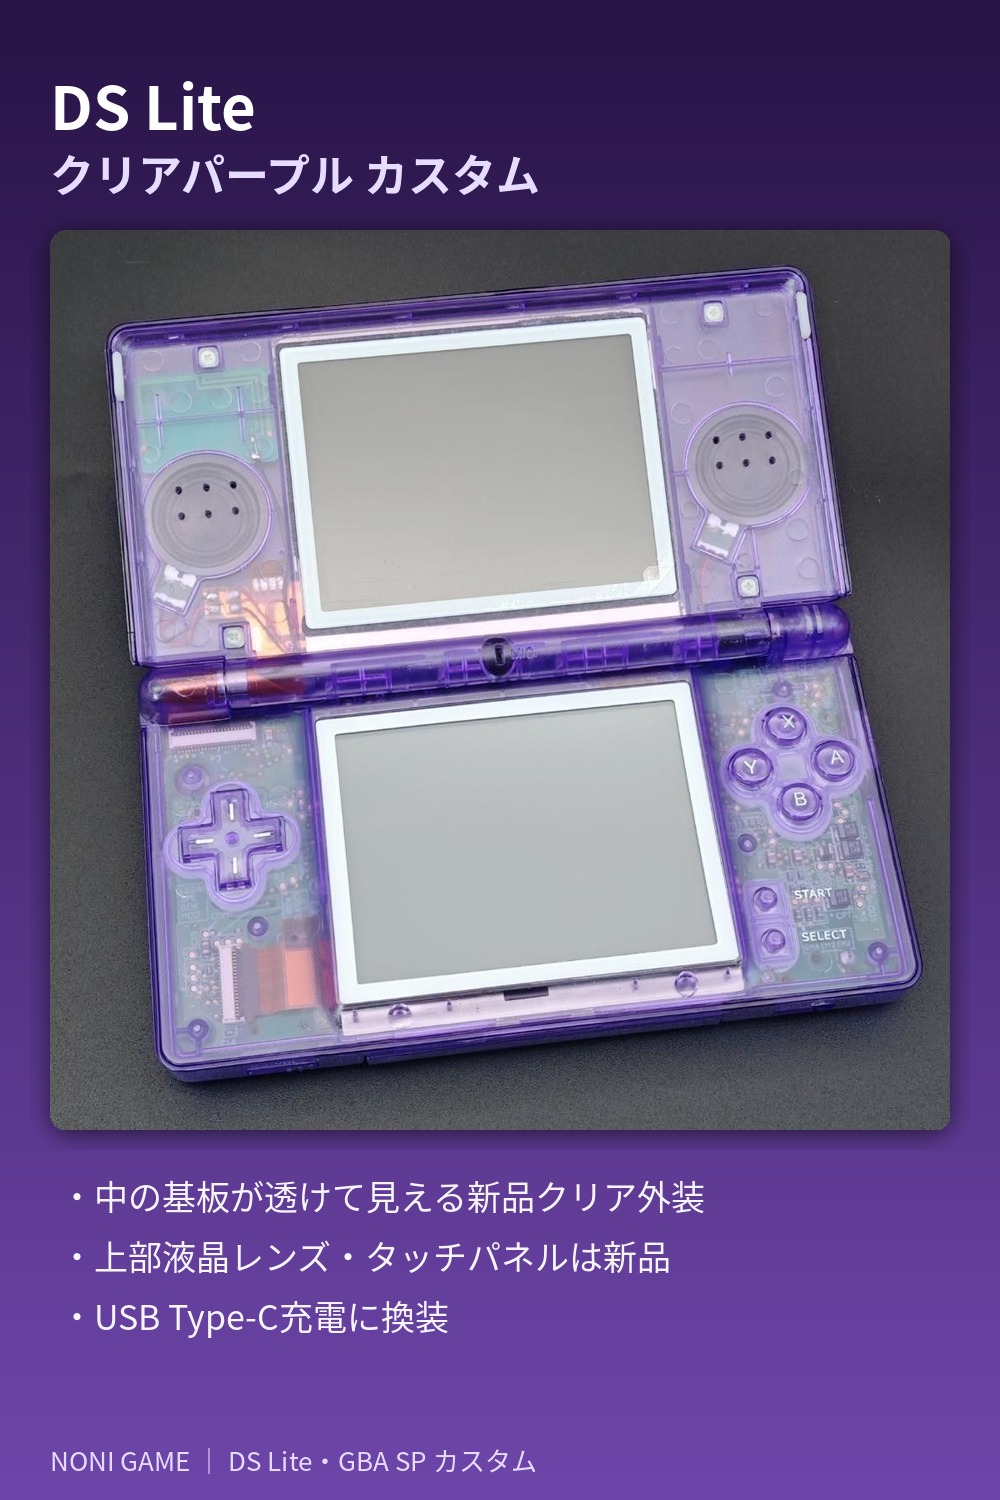 DS Lite
クリアパープル カスタム
MIC.
X
Y
A
B
START
SELECT
・中の基板が透けて見える新品クリア外装
・上部液晶レンズ・タッチパネルは新品
・USB Type-C充電に換装
NONI GAME ｜ DS Lite・GBA SP カスタム